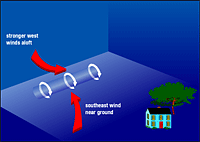 stronger west
winds aloft
southeast wind
near ground